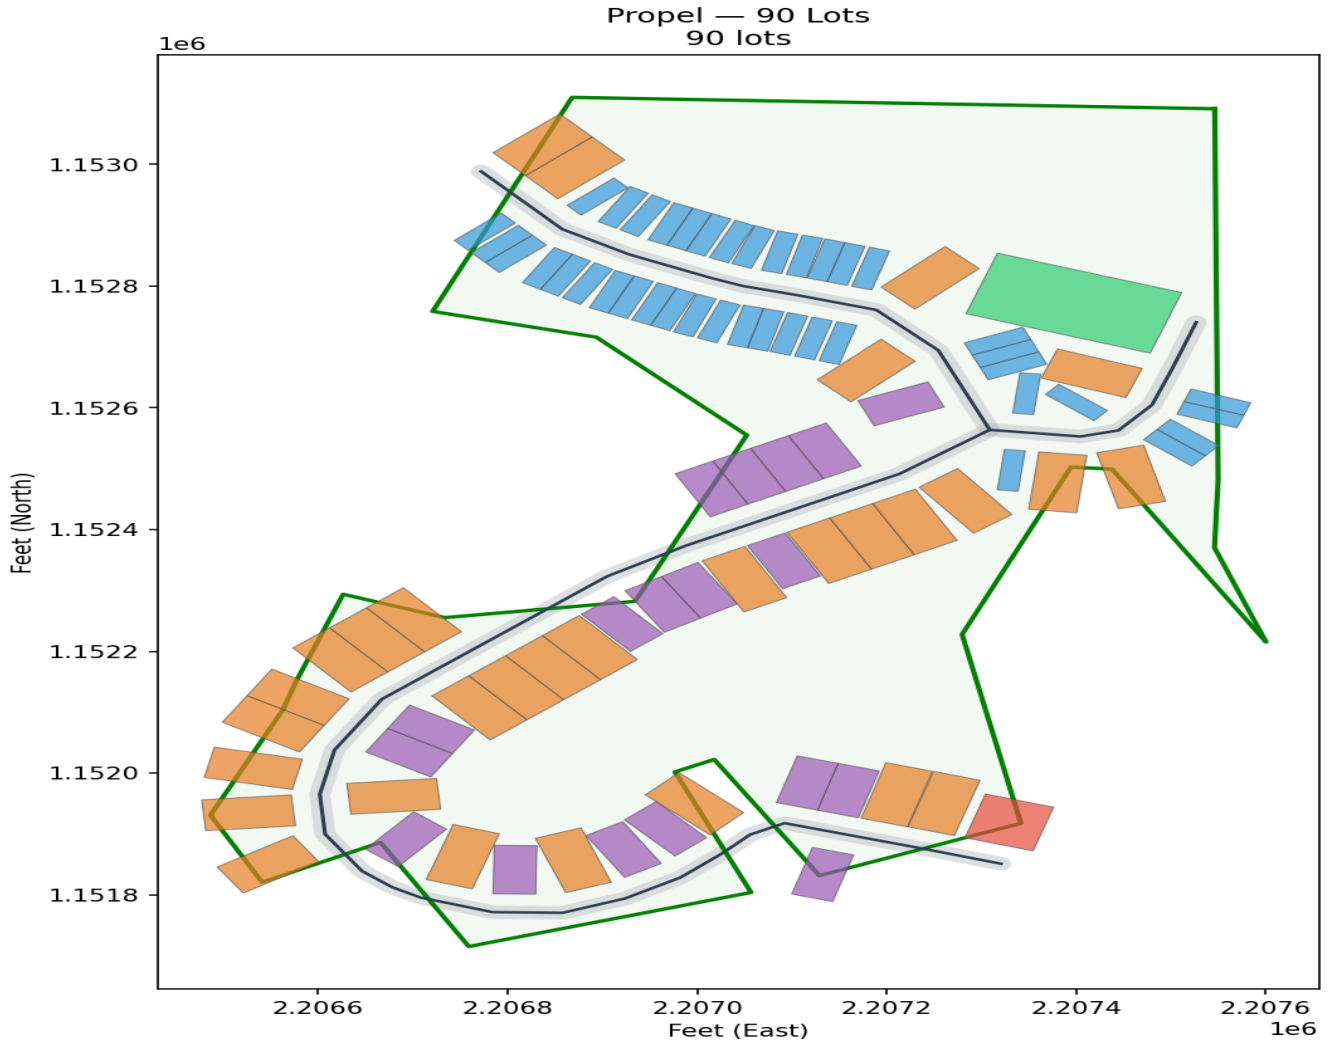 Propel — 90 Lots
90 lots
1e6
1.1530
1.1528
1.1526
1.1524
1.1522
1.1520
1.1518
Feet (North)
2.2066 2.2068 2.2070 2.2072 2.2074 2.2076
Feet (East)
1e6